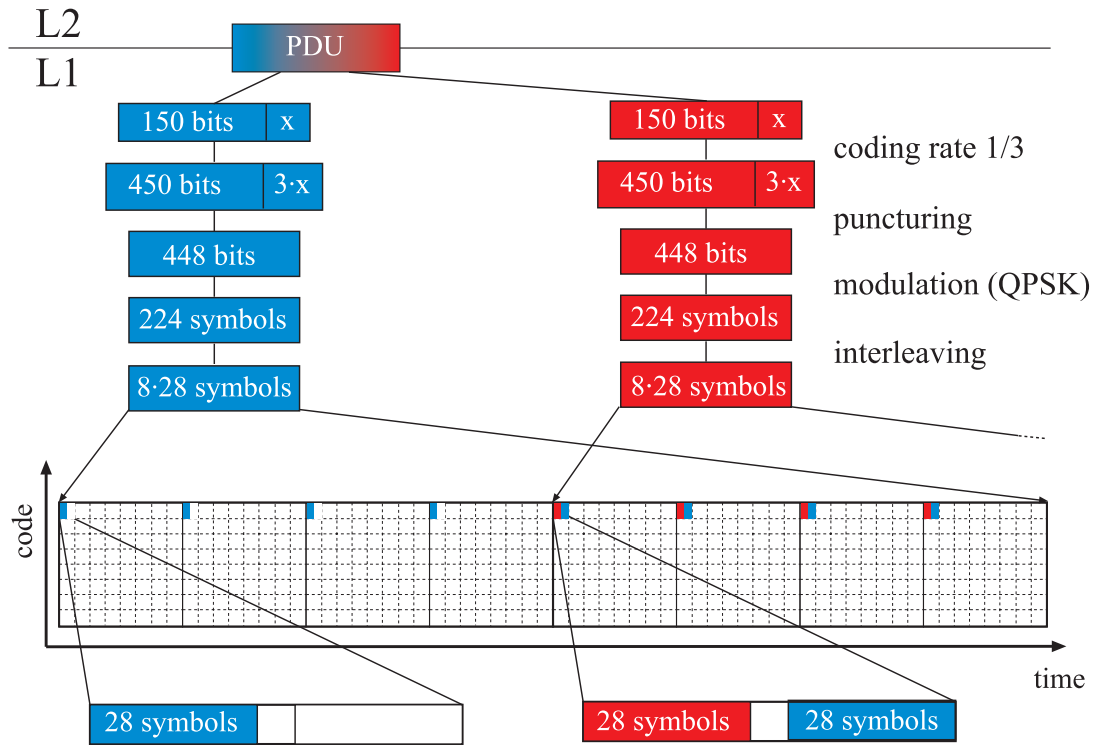 L2
PDU
L1
150 bits x
150 bits x
coding rate 1/3
450 bits 3·x
450 bits 3·x
puncturing
448 bits
448 bits
modulation (QPSK)
224 symbols
224 symbols
interleaving
8·28 symbols
8·28 symbols
code
time
28 symbols
28 symbols
28 symbols